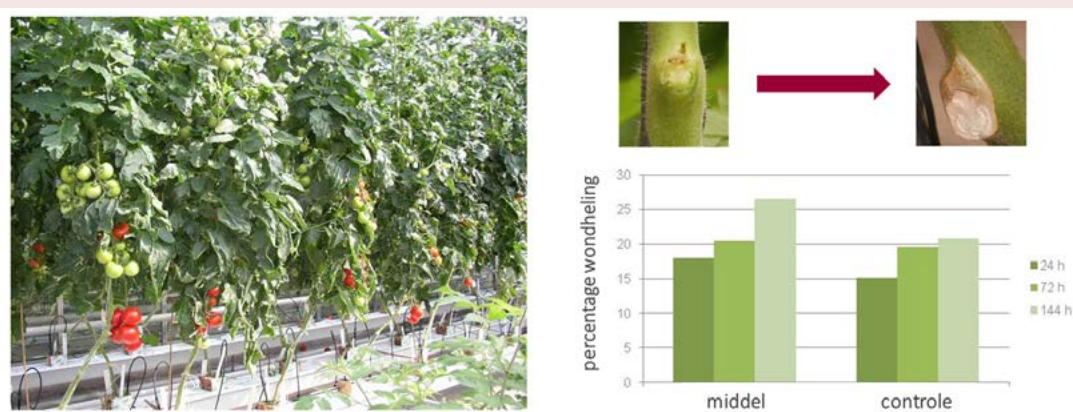 30
25
20
15
10
5
0
percentage wondheling
middel
controle
24 h
72 h
144 h